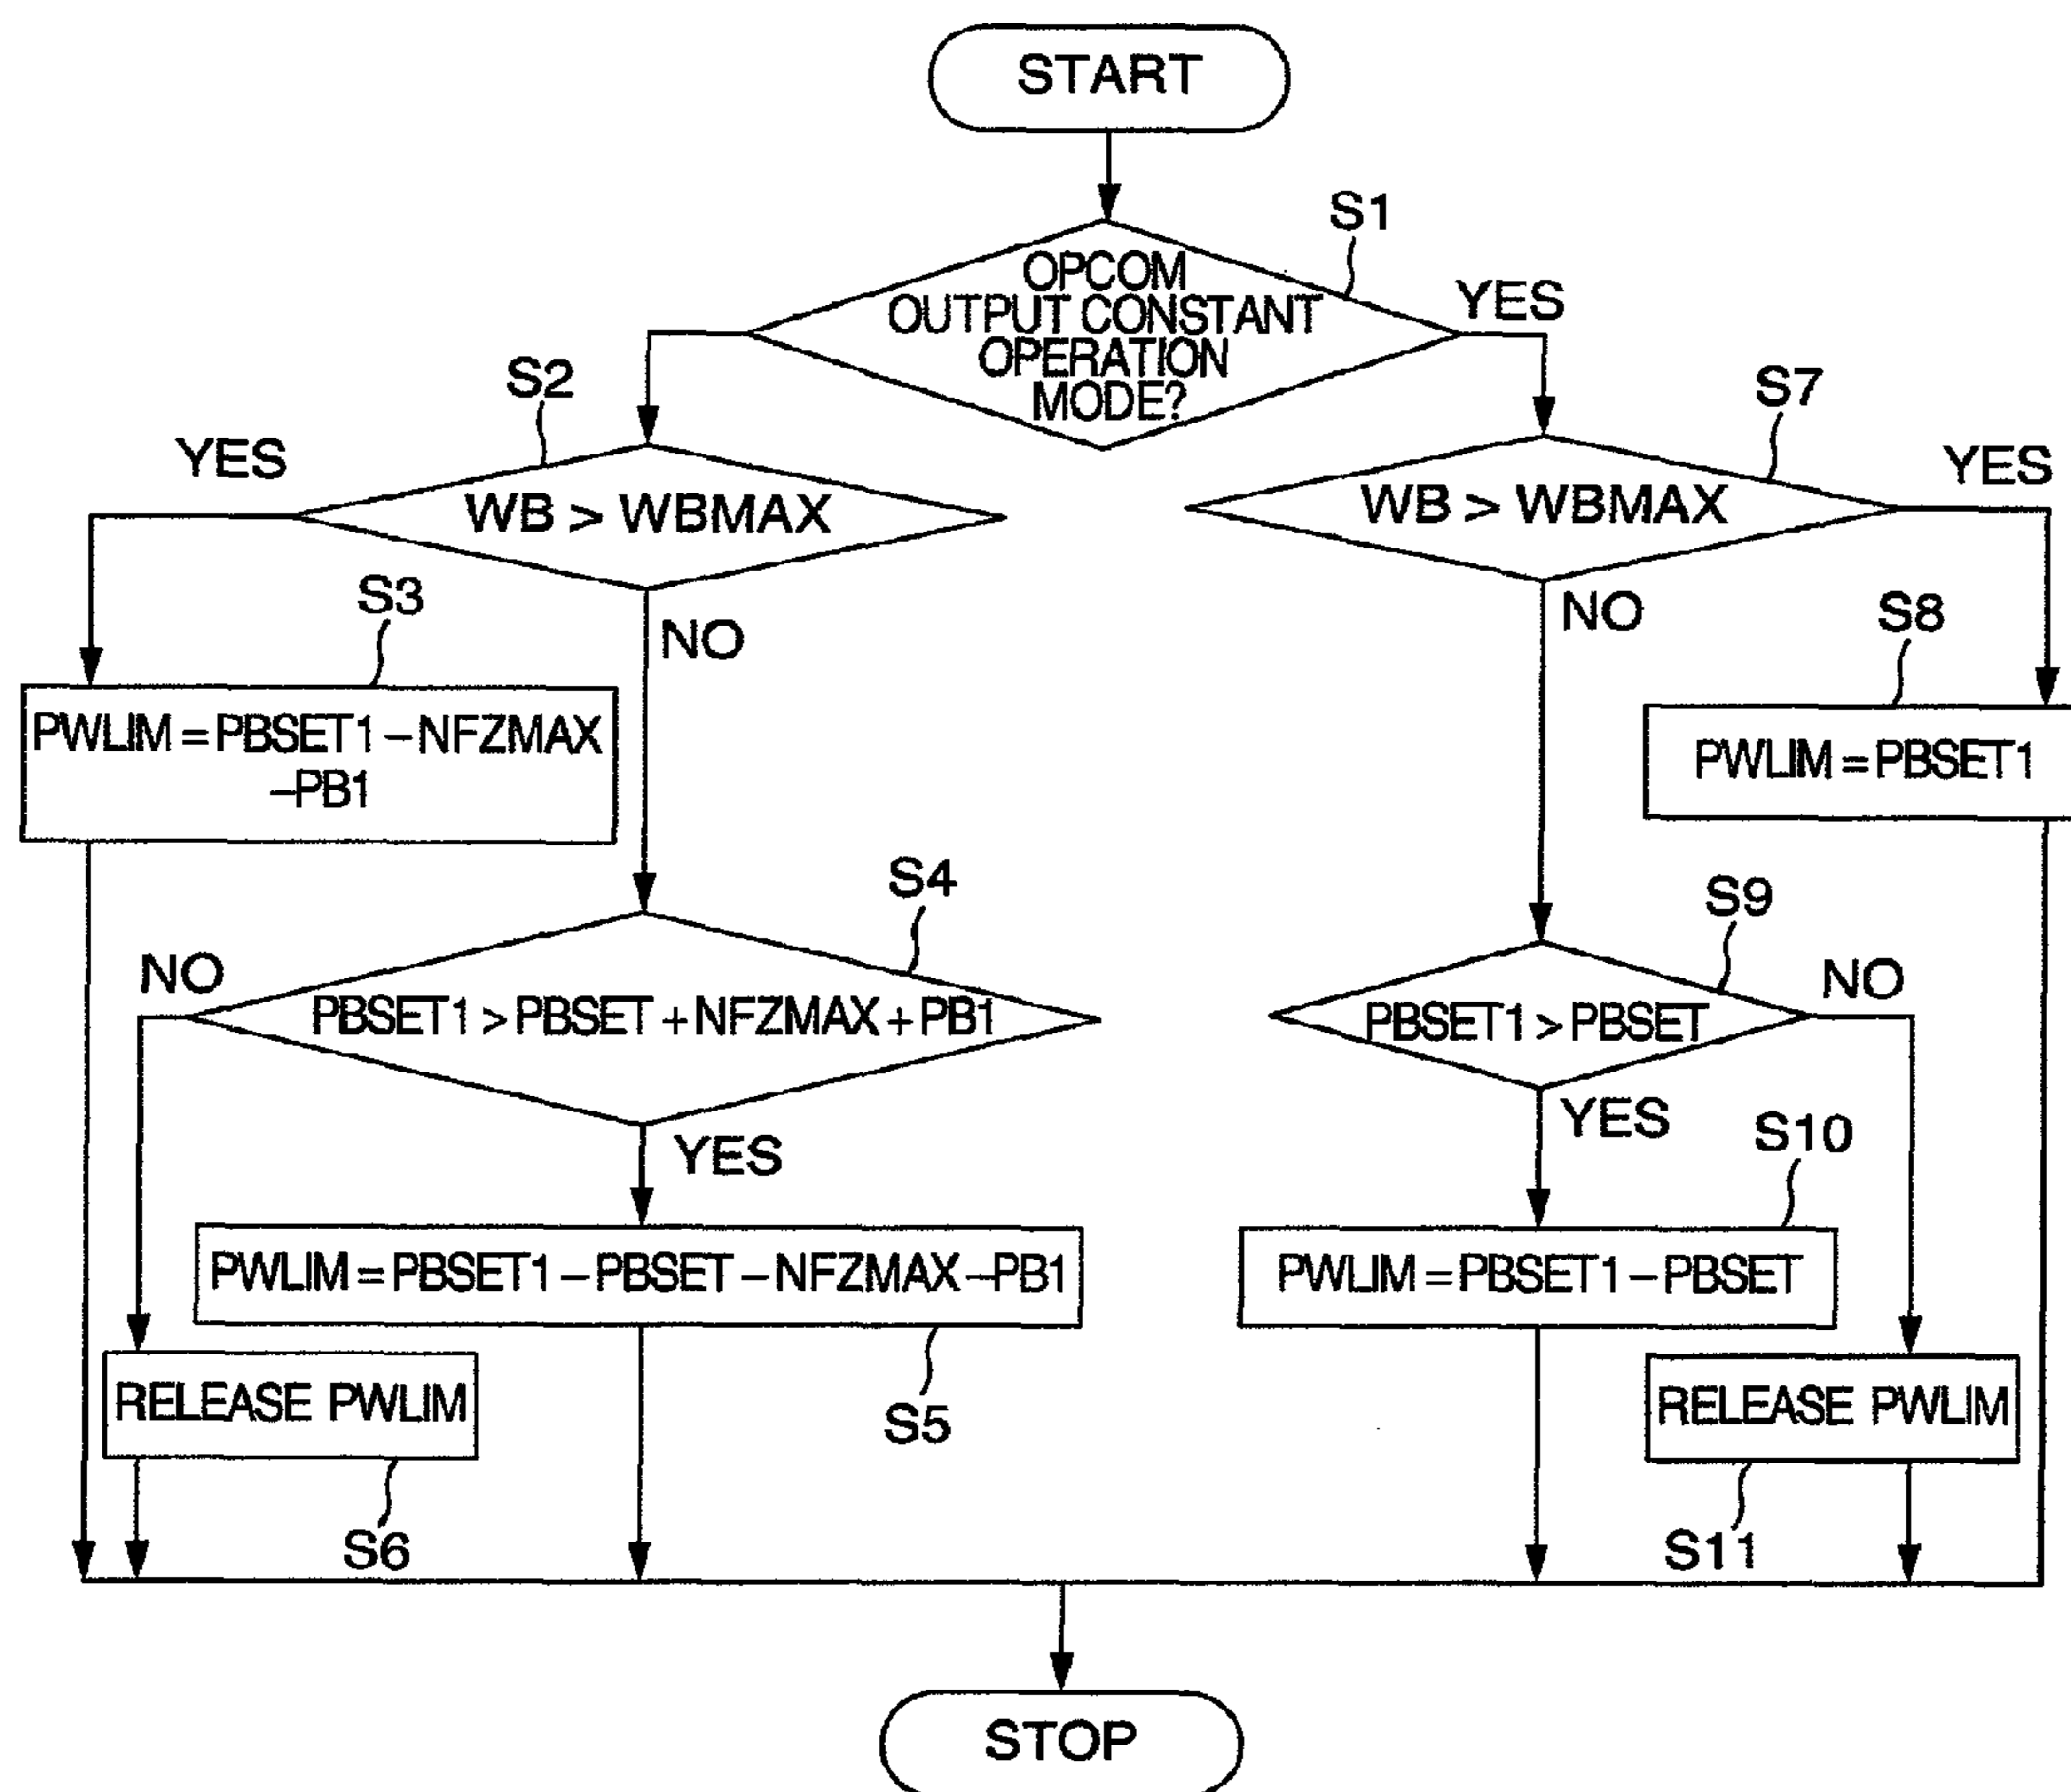 START
S1
OPCOM
OUTPUT CONSTANT
OPERATION
MODE?
YES
S2
S7
YES
WB > WBMAX
WB > WBMAX
YES
S3
NO
NO
S8
PWLIM = PBSET1 – NFZMAX
–PB1
PWLIM = PBSET1
S4
S9
NO
PBSET1 > PBSET + NFZMAX + PB1
PBSET1 > PBSET
NO
YES
YES
S10
PWLIM = PBSET1 – PBSET – NFZMAX –PB1
PWLIM = PBSET1 – PBSET
RELEASE PWLIM
S5
RELEASE PWLIM
S6
S11
STOP